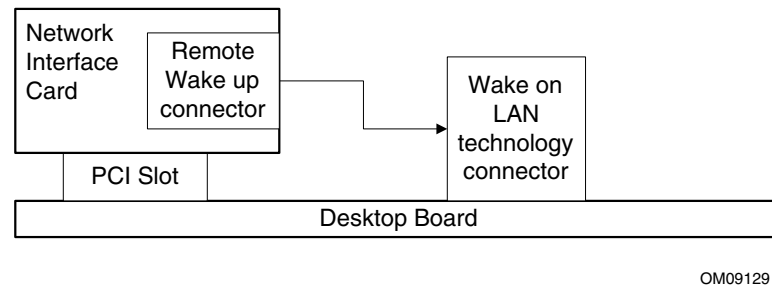 Network
Interface
Card
Remote
Wake up
connector
Wake on
LAN
technology
connector
PCI Slot
Desktop Board
OM09129